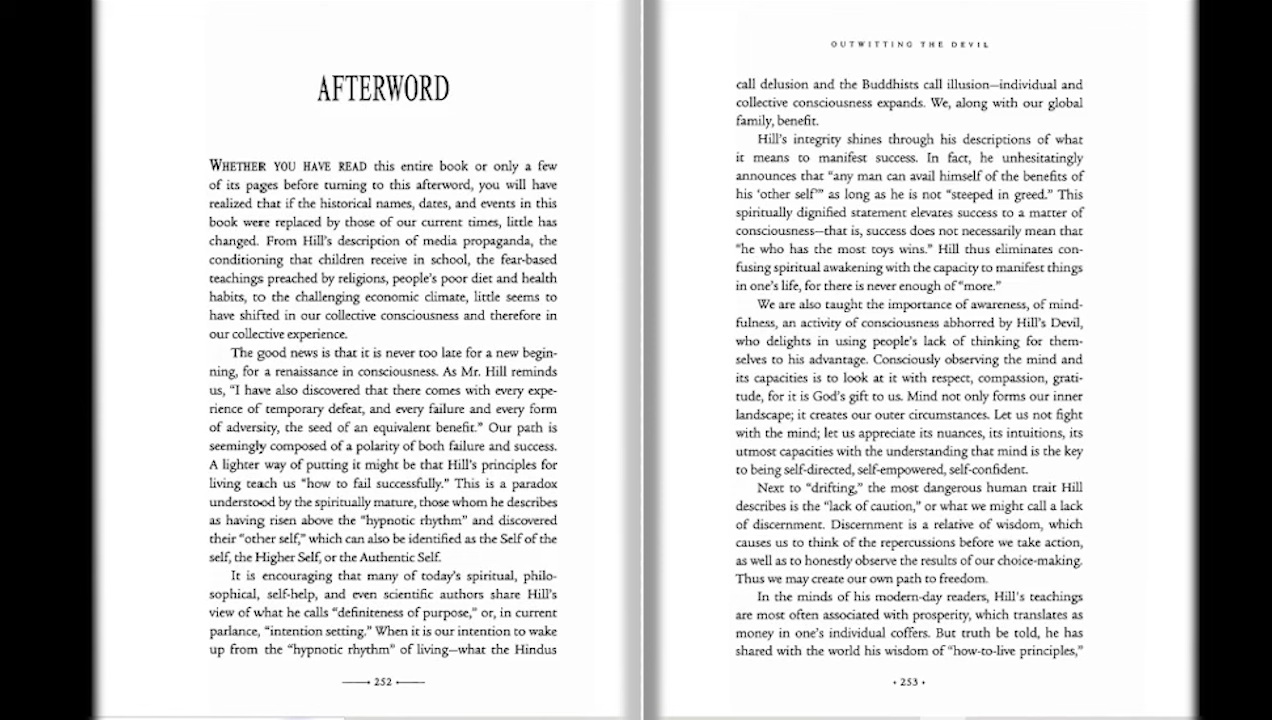 AFTERWORD
WHETHER YOU HAVE READ this entire book or only a few
of its pages before turning to this afterword, you will have
realized that if the historical names, dates, and events in this
book were replaced by those of our current times, little has
changed. From Hill's description of media propaganda, the
conditioning that children receive in school, the fear-based
teachings preached by religions, people's poor diet and health
habits, to the challenging economic climate, little seems to
have shifted in our collective consciousness and therefore in
our collective experience.
The good news is that it is never too late for a new begin-
ning, for a renaissance in consciousness. As Mr. Hill reminds
us, “I have also discovered that there comes with every expe-
rience of temporary defeat, and every failure and every form
of adversity, the seed of an equivalent benefit.” Our path is
seemingly composed of a polarity of both failure and success.
A lighter way of putting it might be that Hill's principles for
living teach us “how to fail successfully.” This is a paradox
understood by the spiritually mature, those whom he describes
as having risen above the “hypnotic rhythm” and discovered
their “other self,” which can also be identified as the Self of the
self, the Higher Self, or the Authentic Self.
It is encouraging that many of today's spiritual, philo-
sophical, self-help, and even scientific authors share Hill's
view of what he calls “definiteness of purpose,” or, in current
parlance, “intention setting.” When it is our intention to wake
up from the “hypnotic rhythm” of living—what the Hindus
252
OUTWITTING THE DEVIL
call delusion and the Buddhists call illusion—individual and
collective consciousness expands. We, along with our global
family, benefit.
Hill's integrity shines through his descriptions of what
it means to manifest success. In fact, he unhesitatingly
announces that “any man can avail himself of the benefits of
his ‘other self’” as long as he is not “steeped in greed.” This
spiritually dignified statement elevates success to a matter of
consciousness—that is, success does not necessarily mean that
“he who has the most toys wins.” Hill thus eliminates con-
fusing spiritual awakening with the capacity to manifest things
in one's life, for there is never enough of “more.”
We are also taught the importance of awareness, of mind-
fulness, an activity of consciousness abhorred by Hill's Devil,
who delights in using people's lack of thinking for them-
selves to his advantage. Consciously observing the mind and
its capacities is to look at it with respect, compassion, grati-
tude, for it is God's gift to us. Mind not only forms our inner
landscape; it creates our outer circumstances. Let us not fight
with the mind; let us appreciate its nuances, its intuitions, its
utmost capacities with the understanding that mind is the key
to being self-directed, self-empowered, self-confident.
Next to “drifting,” the most dangerous human trait Hill
describes is the “lack of caution,” or what we might call a lack
of discernment. Discernment is a relative of wisdom, which
causes us to think of the repercussions before we take action,
as well as to honestly observe the results of our choice-making.
Thus we may create our own path to freedom.
In the minds of his modern-day readers, Hill's teachings
are most often associated with prosperity, which translates as
money in one's individual coffers. But truth be told, he has
shared with the world his wisdom of “how-to-live principles,”
• 253 •